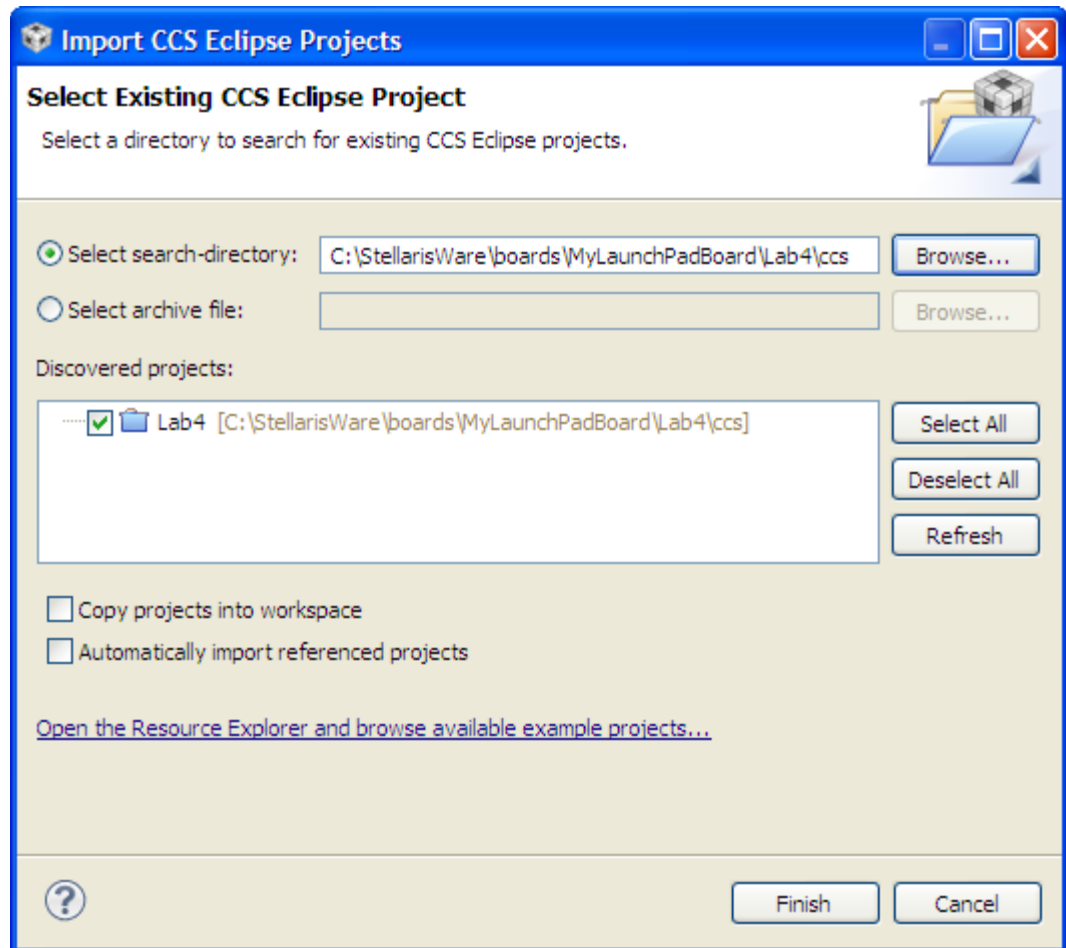 Import CCS Eclipse Projects
Select Existing CCS Eclipse Project
Select a directory to search for existing CCS Eclipse projects.
Select search-directory: C:\StellarisWare\boards\MyLaunchPadBoard\Lab4\ccs Browse...
Select archive file: Browse...
Discovered projects:
Lab4 [C:\StellarisWare\boards\MyLaunchPadBoard\Lab4\ccs] Select All
Deselect All
Refresh
Copy projects into workspace
Automatically import referenced projects
Open the Resource Explorer and browse available example projects...
? Finish Cancel